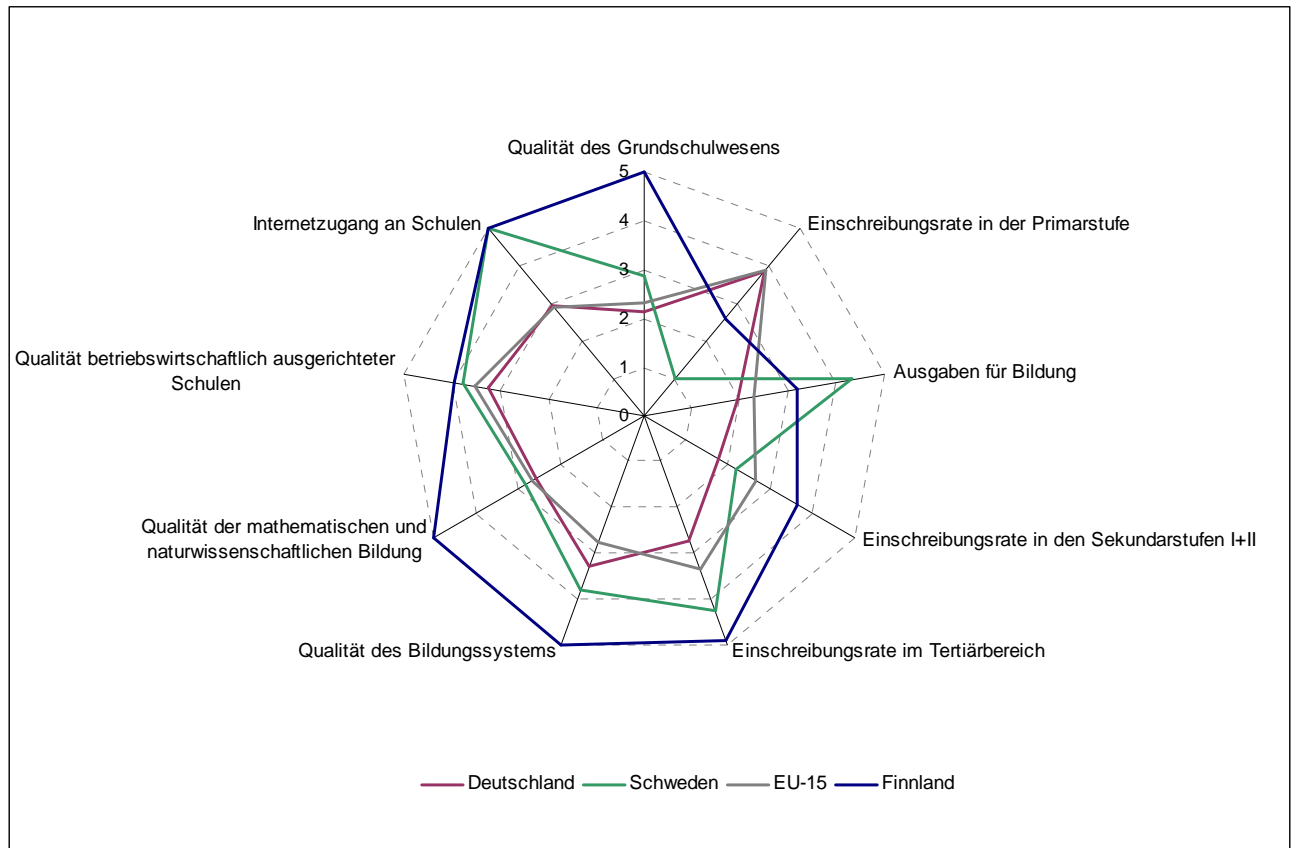 Qualität des Grundschulwesens
5
Internetzugang an Schulen
Einschreibungsrate in der Primarstufe
4
3
2
Qualität betriebswirtschaftlich ausgerichteter
Schulen
Ausgaben für Bildung
1
0
Qualität der mathematischen und
naturwissenschaftlichen Bildung
Einschreibungsrate in den Sekundarstufen I+II
Qualität des Bildungssystems
Einschreibungsrate im Tertiärbereich
Deutschland Schweden EU-15 Finnland